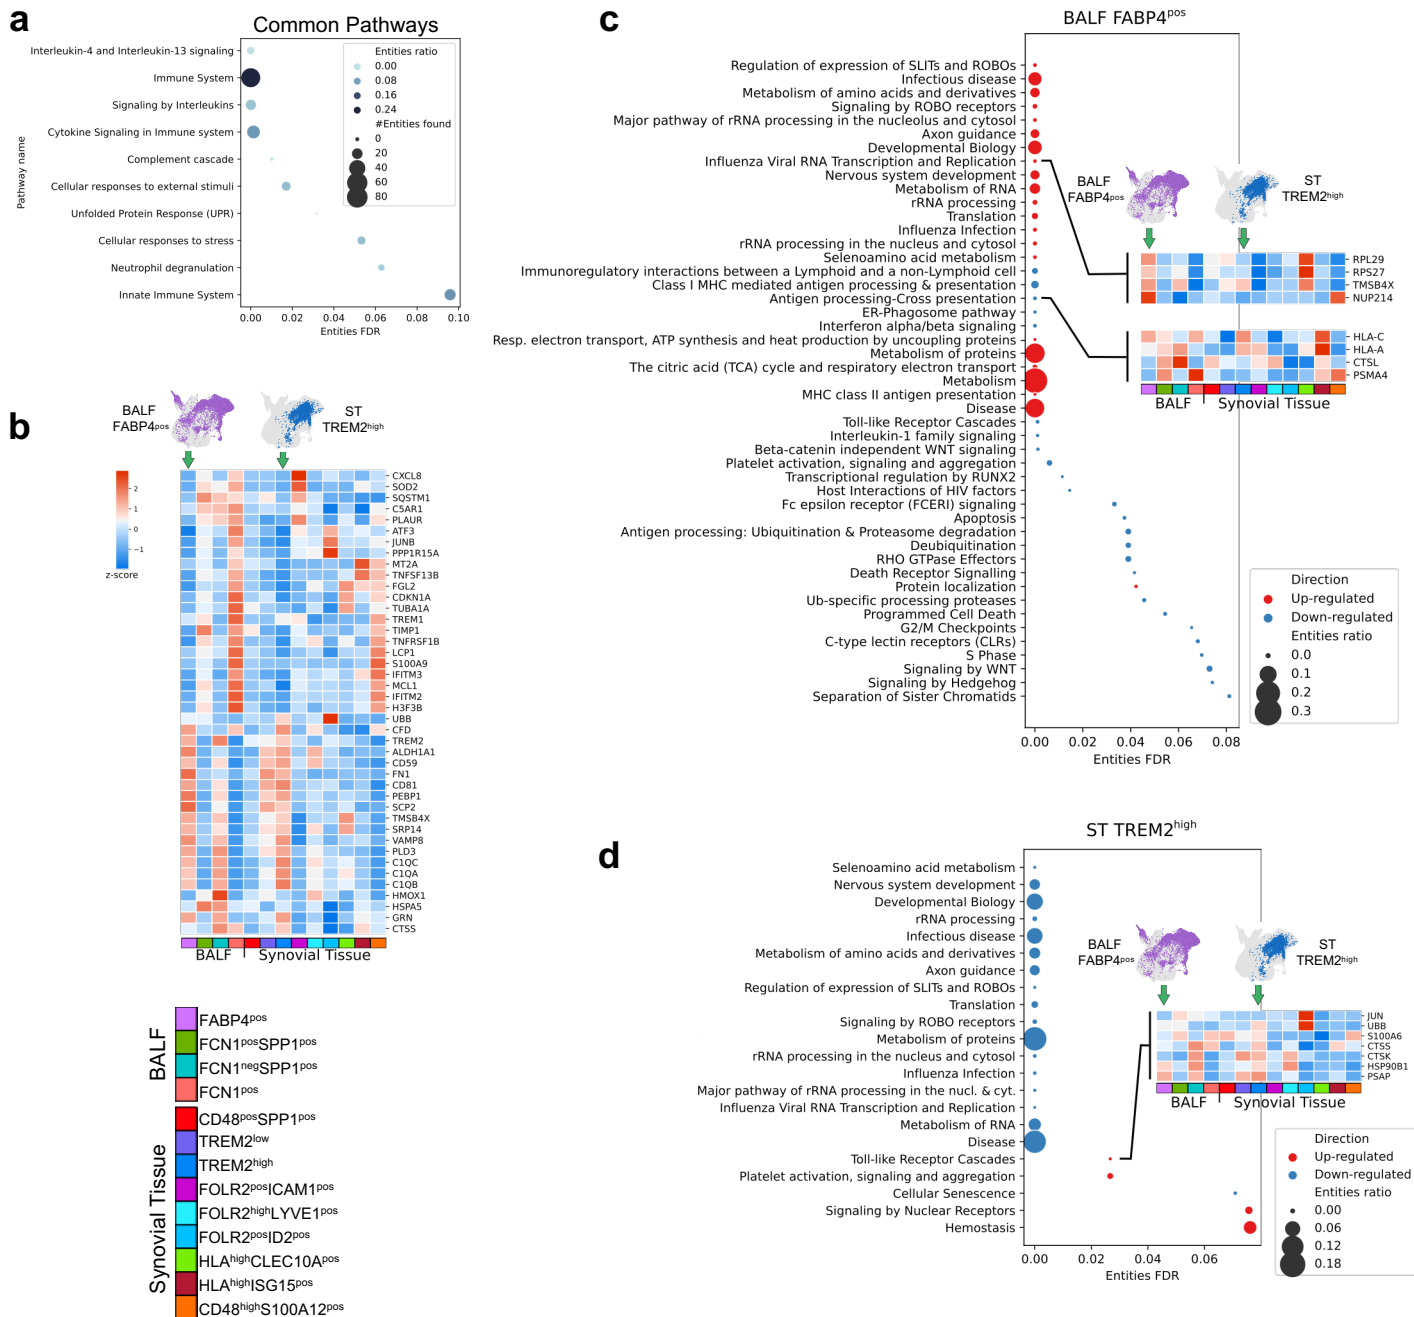 a
Common Pathways
Pathway name
Interleukin-4 and Interleukin-13 signaling
Immune System
Signaling by Interleukins
Cytokine Signaling in Immune system
Complement cascade
Cellular responses to external stimuli
Unfolded Protein Response (UPR)
Cellular responses to stress
Neutrophil degranulation
Innate Immune System
Entities ratio
0.00
0.08
0.16
0.24
#Entities found
0
20
40
60
80
0.00 0.02 0.04 0.06 0.08 0.10
Entities FDR
b
BALF
FABP4pos
ST
TREM2high
2
1
0
−1
z-score
CXCL8
SOD2
SQSTM1
C5AR1
PLAUR
ATF3
JUNB
PPP1R15A
MT2A
TNFSF13B
FGL2
CDKN1A
TUBA1A
TREM1
TIMP1
TNFRSF1B
LCP1
S100A9
IFITM3
MCL1
IFITM2
H3F3B
UBB
CFD
TREM2
ALDH1A1
CD59
FN1
CD81
PEBP1
SCP2
TMSB4X
SRP14
VAMP8
PLD3
C1QC
C1QA
C1QB
HMOX1
HSPA5
GRN
CTSS
BALF Synovial Tissue
BALF
FABP4pos
FCN1posSPP1pos
FCN1negSPP1pos
FCN1pos
Synovial Tissue
CD48posSPP1pos
TREM2low
TREM2high
FOLR2posICAM1pos
FOLR2highLYVE1pos
FOLR2posID2pos
HLAhighCLEC10Apos
HLAhighISG15pos
CD48highS100A12pos
c
BALF FABP4pos
Regulation of expression of SLITs and ROBOs
Infectious disease
Metabolism of amino acids and derivatives
Signaling by ROBO receptors
Major pathway of rRNA processing in the nucleolus and cytosol
Axon guidance
Developmental Biology
Influenza Viral RNA Transcription and Replication
Nervous system development
Metabolism of RNA
rRNA processing
Translation
Influenza Infection
rRNA processing in the nucleus and cytosol
Selenoamino acid metabolism
Immunoregulatory interactions between a Lymphoid and a non-Lymphoid cell
Class I MHC mediated antigen processing & presentation
Antigen processing-Cross presentation
ER-Phagosome pathway
Interferon alpha/beta signaling
Resp. electron transport, ATP synthesis and heat production by uncoupling proteins
Metabolism of proteins
The citric acid (TCA) cycle and respiratory electron transport
Metabolism
MHC class II antigen presentation
Disease
Toll-like Receptor Cascades
Interleukin-1 family signaling
Beta-catenin independent WNT signaling
Platelet activation, signaling and aggregation
Transcriptional regulation by RUNX2
Host Interactions of HIV factors
Fc epsilon receptor (FCERI) signaling
Apoptosis
Antigen processing: Ubiquitination & Proteasome degradation
Deubiquitination
RHO GTPase Effectors
Death Receptor Signalling
Protein localization
Ub-specific processing proteases
Programmed Cell Death
G2/M Checkpoints
C-type lectin receptors (CLRs)
S Phase
Signaling by WNT
Signaling by Hedgehog
Separation of Sister Chromatids
0.00 0.02 0.04 0.06 0.08
Entities FDR
BALF
FABP4pos
ST
TREM2high
RPL29
RPS27
TMSB4X
NUP214
HLA-C
HLA-A
CTSL
PSMA4
BALF Synovial Tissue
Direction
Up-regulated
Down-regulated
Entities ratio
0.0
0.1
0.2
0.3
d
ST TREM2high
Selenoamino acid metabolism
Nervous system development
Developmental Biology
rRNA processing
Infectious disease
Metabolism of amino acids and derivatives
Axon guidance
Regulation of expression of SLITs and ROBOs
Translation
Signaling by ROBO receptors
Metabolism of proteins
rRNA processing in the nucleus and cytosol
Influenza Infection
Major pathway of rRNA processing in the nucl. & cyt.
Influenza Viral RNA Transcription and Replication
Metabolism of RNA
Disease
Toll-like Receptor Cascades
Platelet activation, signaling and aggregation
Cellular Senescence
Signaling by Nuclear Receptors
Hemostasis
0.00 0.02 0.04 0.06
Entities FDR
BALF
FABP4pos
ST
TREM2high
JUN
UBB
S100A6
CTSS
CTSK
HSP90B1
PSAP
BALF Synovial Tissue
Direction
Up-regulated
Down-regulated
Entities ratio
0.00
0.06
0.12
0.18